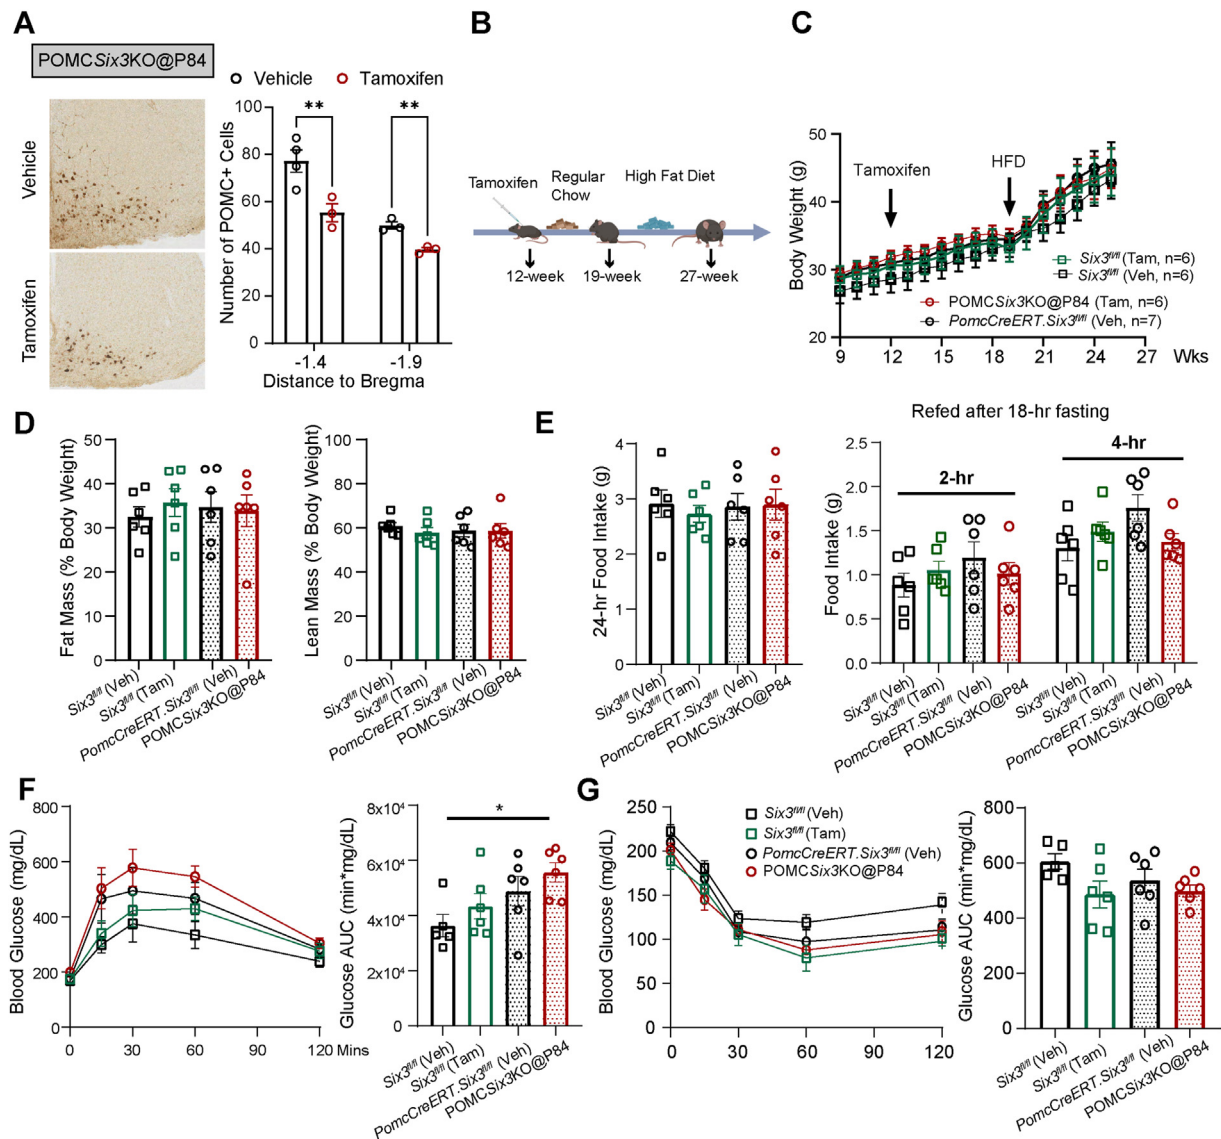 A
POMCSix3KO@P84
Vehicle
Tamoxifen
Vehicle
Tamoxifen
Number of POMC+ Cells
100
80
60
40
20
0
**
**
-1.4
-1.9
Distance to Bregma
B
Tamoxifen
Regular
Chow
High Fat Diet
12-week
19-week
27-week
C
Body Weight (g)
50
40
30
20
Tamoxifen
HFD
Six3fl/fl (Tam, n=6)
Six3fl/fl (Veh, n=6)
POMCSix3KO@P84 (Tam, n=6)
PomcCreERT.Six3fl/fl (Veh, n=7)
9
12
15
18
21
24
27
Wks
D
Fat Mass (% Body Weight)
50
40
30
20
10
0
Six3fl/fl (Veh)
Six3fl/fl (Tam)
PomcCreERT.Six3fl/fl (Veh)
POMCSix3KO@P84
Lean Mass (% Body Weight)
100
80
60
40
20
0
Six3fl/fl (Veh)
Six3fl/fl (Tam)
PomcCreERT.Six3fl/fl (Veh)
POMCSix3KO@P84
E
24-hr Food Intake (g)
4
3
2
1
0
Six3fl/fl (Veh)
Six3fl/fl (Tam)
PomcCreERT.Six3fl/fl (Veh)
POMCSix3KO@P84
Refed after 18-hr fasting
Food Intake (g)
2.5
2.0
1.5
1.0
0.5
0.0
2-hr
4-hr
Six3fl/fl (Veh)
Six3fl/fl (Tam)
PomcCreERT.Six3fl/fl (Veh)
POMCSix3KO@P84
Six3fl/fl (Veh)
Six3fl/fl (Tam)
PomcCreERT.Six3fl/fl (Veh)
POMCSix3KO@P84
F
Blood Glucose (mg/dL)
800
600
400
200
0
0
30
60
90
120 Mins
Glucose AUC (min*mg/dL)
8x10⁴
6x10⁴
4x10⁴
2x10⁴
0
*
Six3fl/fl (Veh)
Six3fl/fl (Tam)
PomcCreERT.Six3fl/fl (Veh)
POMCSix3KO@P84
G
Blood Glucose (mg/dL)
250
200
150
100
50
0
Six3fl/fl (Veh)
Six3fl/fl (Tam)
PomcCreERT.Six3fl/fl (Veh)
POMCSix3KO@P84
0
30
60
90
120
Glucose AUC (min*mg/dL)
800
600
400
200
0
Six3fl/fl (Veh)
Six3fl/fl (Tam)
PomcCreERT.Six3fl/fl (Veh)
POMCSix3KO@P84